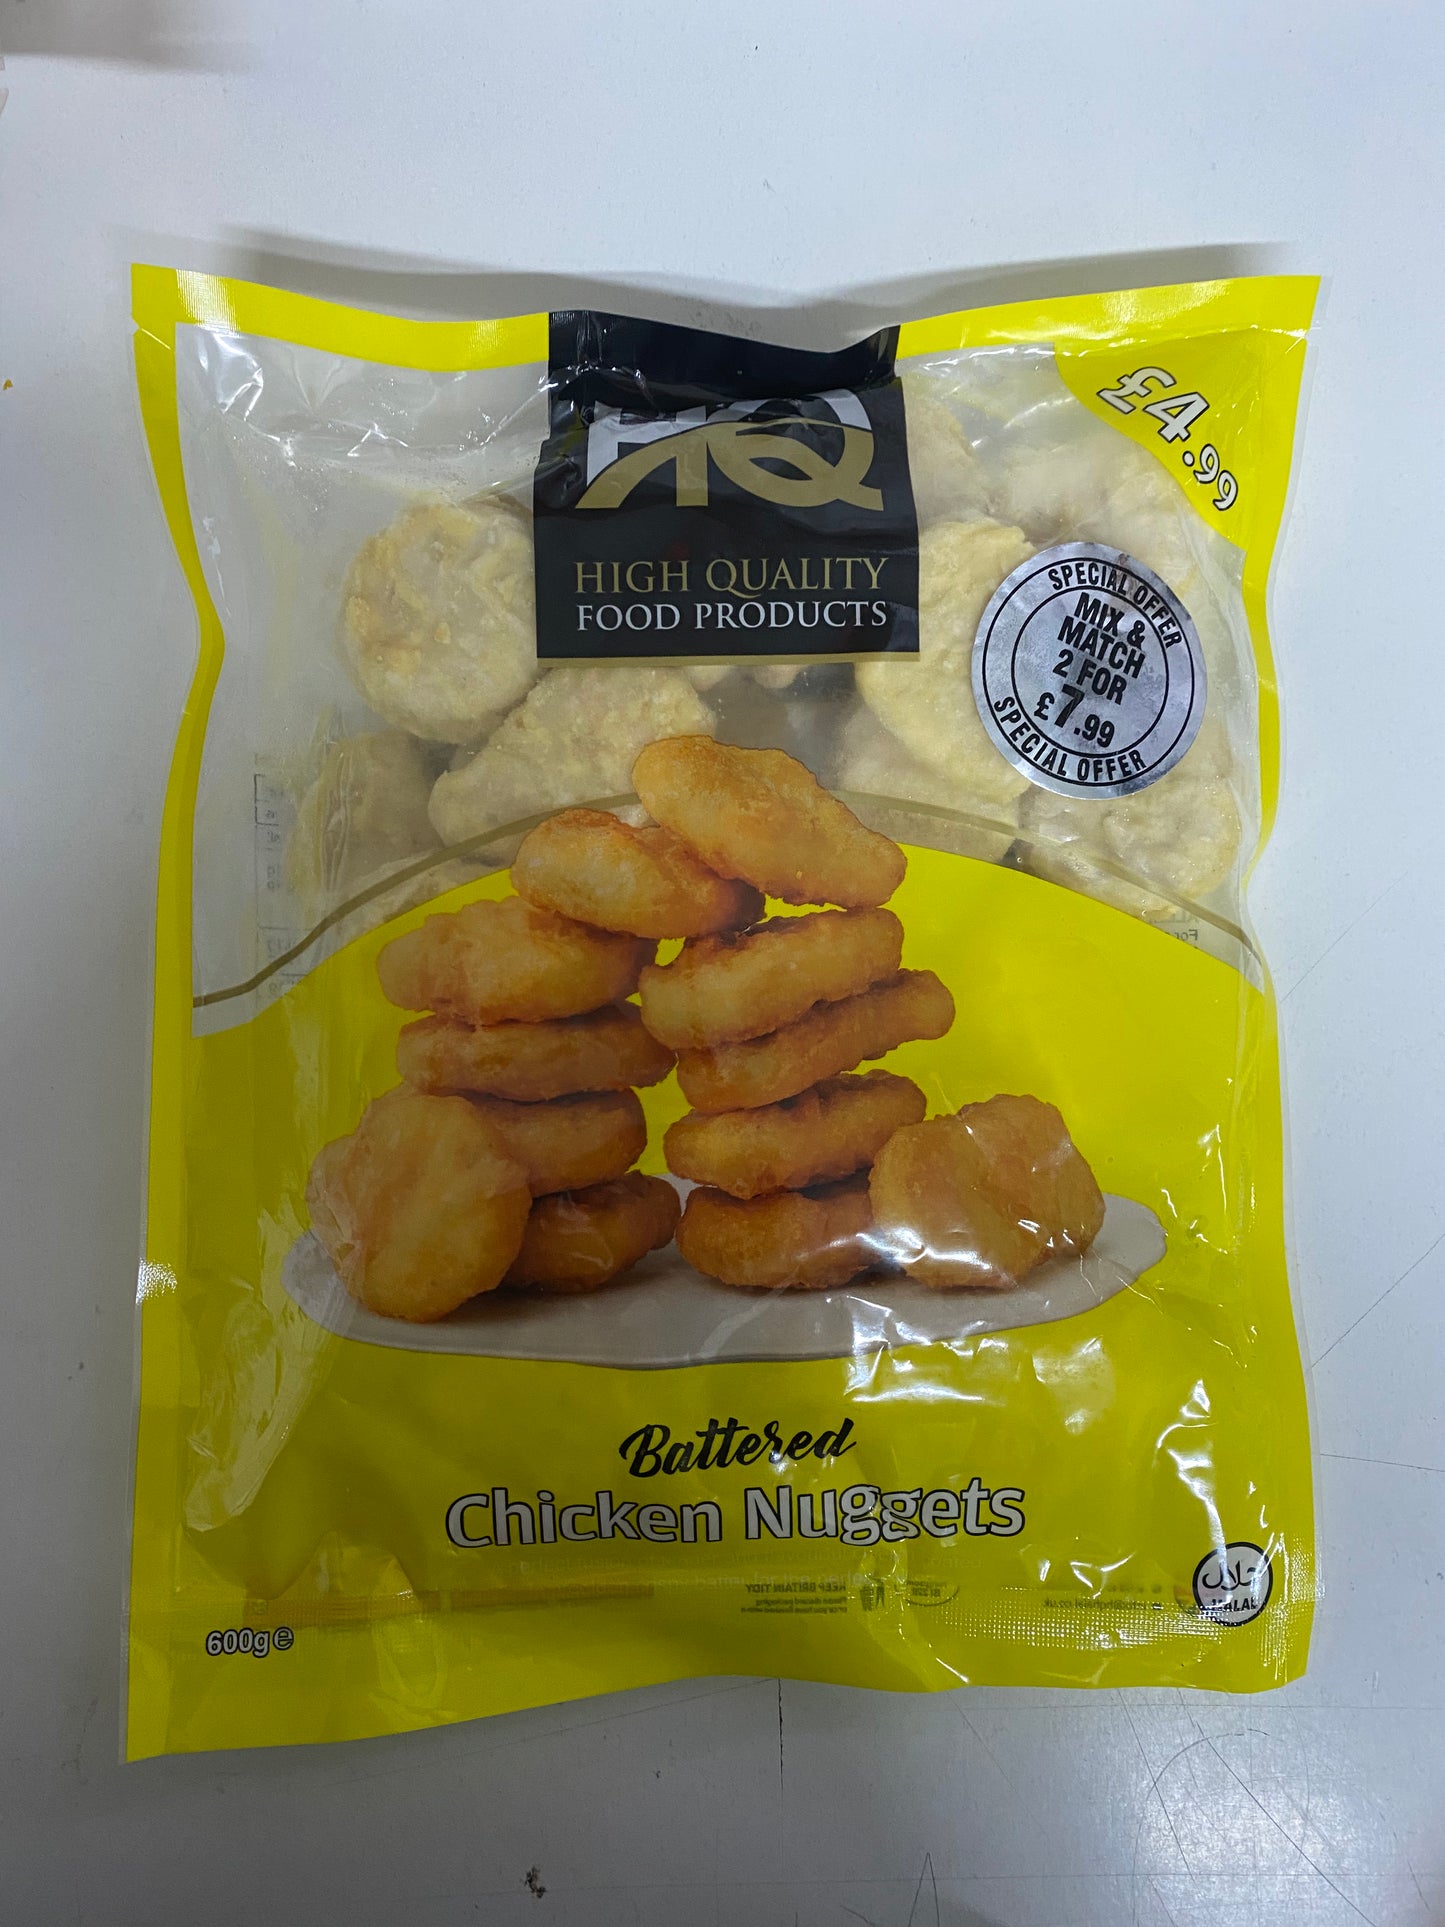 £4.99
HQ
HIGH QUALITY
FOOD PRODUCTS
SPECIAL OFFER
MIX &
MATCH
2 FOR
£7.99
SPECIAL OFFER
Battered
Chicken Nuggets
حلال
HALAL
600g℮
KEEP BRITAIN TIDY